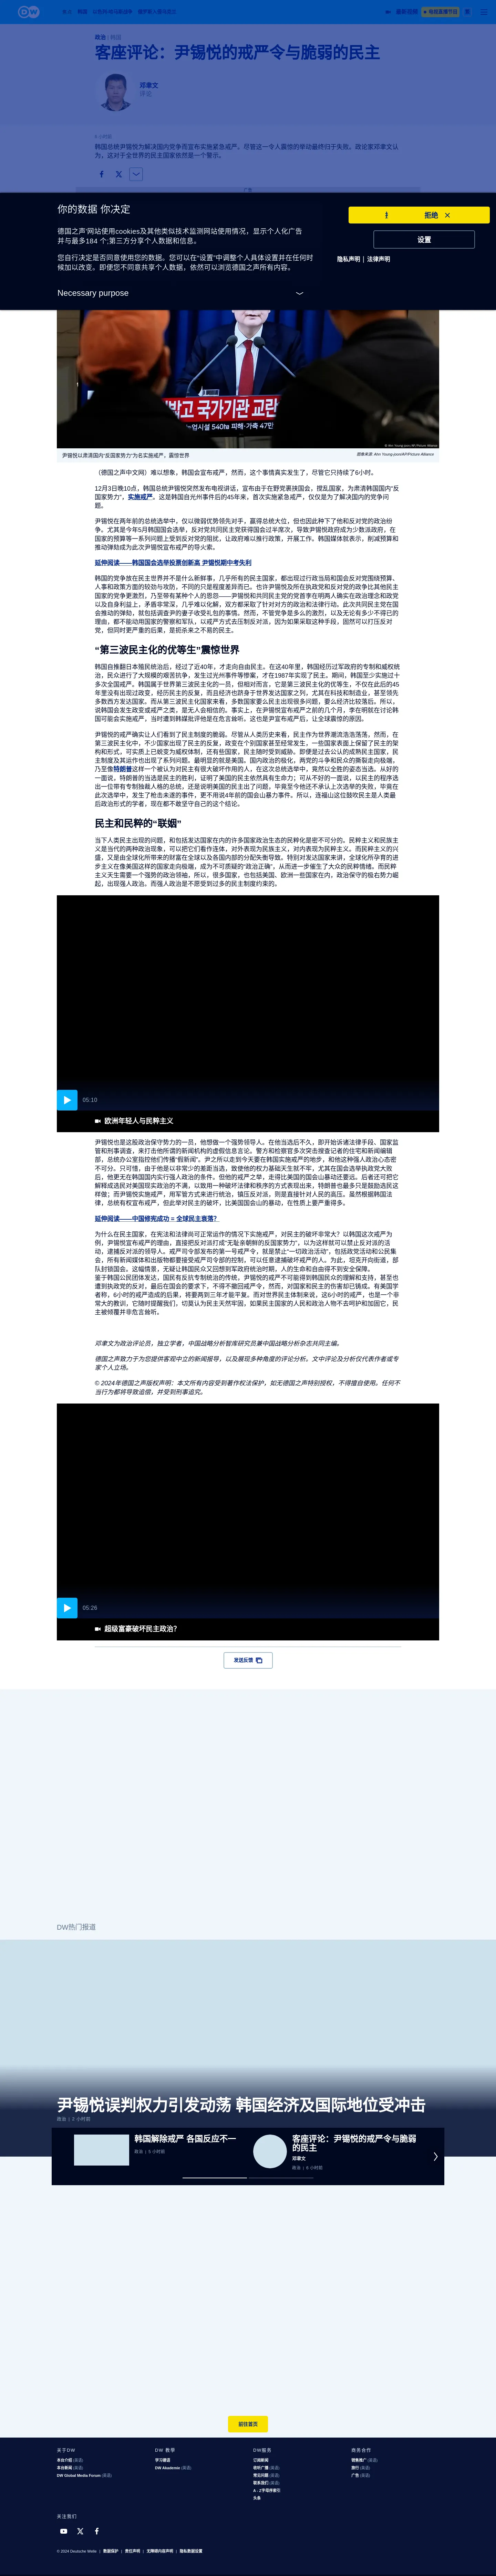 政治 | 韩国
客座评论：尹锡悦的戒严令与脆弱的民主
邓聿文
评论
5 小时前
韩国总统尹锡悦为解决国内党争而宣布实施紧急戒严。尽管这一令人震惊的举动最终归于失败。政论家邓聿文认为，这对于全世界的民主国家依然是一个警示。
你的数据 你决定
德国之声'网站使用cookies及其他类似技术监测网站使用情况，显示个人化广告并与最多184 个;第三方分享个人数据和信息。
您自行决定是否同意使用您的数据。您可以在“设置”中调整个人具体设置并在任何时候加以改变。即便您不同意共享个人数据，依然可以浏览德国之声所有内容。
Necessary purpose
拒绝
设置
隐私声明 | 法律声明
尹锡悦以肃清国内“反国家势力”为名实施戒严，震惊世界
图像来源: Ahn Young-joon/AP/Picture Alliance
（德国之声中文网）难以想象，韩国会宣布戒严，然而，这个事情真实发生了，尽管它只持续了6小时。
12月3日晚10点，韩国总统尹锡悦突然发布电视讲话，宣布由于在野党裹挟国会，搅乱国家，为肃清韩国国内“反国家势力”，实施戒严。这是韩国自光州事件后的45年来，首次实施紧急戒严，仅仅是为了解决国内的党争问题。
尹锡悦在两年前的总统选举中，仅以微弱优势领先对手，赢得总统大位，但也因此种下了他和反对党的政治纷争。尤其是今年5月韩国国会选举，反对党共同民主党获得国会过半席次，导致尹锡悦政府成为少数派政府，在国家的预算等一系列问题上受到反对党的阻挠，让政府难以推行政策，开展工作。韩国媒体就表示，削减预算和推动弹劾成为此次尹锡悦宣布戒严的导火索。
延伸阅读——韩国国会选举投票创新高 尹锡悦期中考失利
韩国的党争放在民主世界并不是什么新鲜事，几乎所有的民主国家，都出现过行政当局和国会反对党围绕预算、人事和政策方面的较劲与攻防，不同的只是程度差异而已。也许尹锡悦及所在执政党和反对党的极化政治要比其他民主国家的党争更激烈，乃至带有某种个人的恩怨——尹锡悦和共同民主党的党首李在明两人确实在政治理念和政党以及自身利益上，矛盾非常深，几乎难以化解，双方都采取了针对对方的政治和法律行动。此次共同民主党在国会推动的弹劾，就包括调查尹的妻子收受礼包的事情。然而，不管党争是多么的激烈，以及无论有多少不得已的理由，都不能动用国家的警察和军队，以戒严方式去压制反对派，因为如果采取这种手段，固然可以打压反对党，但同时更严重的后果，是扼杀来之不易的民主。
“第三波民主化的优等生”震惊世界
韩国自推翻日本殖民统治后，经过了近40年，才走向自由民主。在这40年里，韩国经历过军政府的专制和威权统治，民众进行了大规模的艰苦抗争，发生过光州事件等惨案，才在1987年实现了民主。期间，韩国至少实施过十多次全国戒严。韩国属于世界第三波民主化的一员，但和台湾相对而言，它是第三波民主化的优等生，不仅在此后的45年里没有出现过政变，经历民主的反复，而且经济也跻身于世界发达国家之列，尤其在科技和制造业，甚至领先多数西方发达国家。而从第三波民主化国家来看，多数国家要么民主出现很多问题，要么经济比较落后。所以，说韩国会发生政变或戒严之类，是无人会相信的。事实上，在尹锡悦宣布戒严之前的几个月，李在明就在讨论韩国可能会实施戒严，当时遭到韩媒批评他是在危言耸听，这也是尹宣布戒严后，让全球震惊的原因。
尹锡悦的戒严确实让人们看到了民主制度的脆弱。尽管从人类历史来看，民主作为世界潮流浩浩荡荡，然而，在第三波民主化中，不少国家出现了民主的反复，政变在个别国家甚至经常发生，一些国家表面上保留了民主的架构和形式，可实质上已蜕变为威权体制，还有些国家，民主随时受到威权的威胁。即便是过去公认的成熟民主国家，民主制度及其运作也出现了系列问题。最明显的就是美国、国内政治的极化，两党的斗争和民众的撕裂走向极端，乃至像特朗普这样一个想做一个威权领导人、对民主有很大破坏作用的人，在这次总统选举中，居然以全胜的姿态当选。从好的一面说，特朗普的当选是民主的胜利，证明了美国的民主依然具有生命力；可从不好的一面说，以民主的程序选出一位带有专制独裁人格的总统，还是说明美国的民主出了问题，毕竟至今他还不承认上次选举的失败，毕竟在此次选举中，发生了枪击未遂的事件，更不用说4年前的国会山暴力事件。所以，连福山这位鼓吹民主是人类最后政治形式的学者，现在都不敢坚守自己的这个结论。
民主和民粹的“联姻”
当下人类民主出现的问题，和包括发达国家在内的许多国家政治生态的民粹化是密不可分的。民粹主义和民族主义是当代的两种政治现象，可以把它们看作连体，对外表现为民族主义，对内表现为民粹主义。而民粹主义的兴盛，又是由全球化所带来的财富在全球以及各国内部的分配失衡导致。特别对发达国家来讲，全球化所孕育的进步主义在像美国这样的国家走向极端，成为不可质疑的“政治正确”，从而进一步催生了大众的民粹情绪。而民粹主义天生需要一个强势的政治领袖，所以，很多国家，也包括美国、欧洲一些国家在内，政治保守的极右势力崛起，出现强人政治。而强人政治是不愿受到过多的民主制度约束的。
05:10
欧洲年轻人与民粹主义
尹锡悦也是这股政治保守势力的一员，他想做一个强势领导人。在他当选后不久，即开始诉诸法律手段、国家监管和刑事调查，来打击他所谓的新闻机构的虚假信息言论。警方和检察官多次突击搜查记者的住宅和新闻编辑部，总统办公室指控他们传播“假新闻”。尹之所以走到今天要在韩国实施戒严的地步，和他这种强人政治心态密不可分。只可惜，由于他是以非常少的差距当选，致使他的权力基础天生就不牢，尤其在国会选举执政党大败后，他更无在韩国国内实行强人政治的条件。但他的戒严之举，走得比美国的国会山暴动还要远。后者还可把它解释成失意的美国选民对选举不满的发泄，以致用一种破坏国家权威或秩序的方式表现出来，特朗普也最多只是鼓励选民这样做；而尹锡悦实施戒严，用军管方式来进行统治，镇压反对派，则是直接针对人民的高压。虽然根据韩国法律，总统有发布戒严的权力，但此举对民主的破坏，比美国国会山的暴动，在性质上要严重得多。
延伸阅读——中国修宪成功 = 全球民主衰落？
为什么在民主国家，在宪法和法律尚可正常运作的情况下实施戒严，对民主的破坏非常大？以韩国这次戒严为例，尹锡悦宣布戒严的理由，直接把反对派打成“无耻亲朝鲜的反国家势力”，以为这样就可以禁止反对派的活动，逮捕反对派的领导人。戒严司令部发布的第一号戒严令，就是禁止“一切政治活动”，包括政党活动和公民集会，所有新闻媒体和出版物都要接受戒严司令部的控制，可以任意逮捕破坏戒严的人。为此，坦克开向街道，部队封锁国会。这幅情景，无疑让韩国民众又回想到军政府统治时期，人的生命和自由得不到安全保障。
鉴于韩国公民团体发达，国民有反抗专制统治的传统，尹锡悦的戒严不可能得到韩国民众的理解和支持，甚至也遭到执政党的反对，最后在国会的要求下，不得不撤回戒严令，然而，尽管如此，对韩国的民主损害很大。有美国学者称，6小时的戒严造成的后果，将要再到三年才能平复。而对世界民主体制来说，这6小时的戒严，也是一个非常大的教训，它随时提醒我们，切莫认为民主天然牢固，如果民主国家的人民和政治人物不去呵护和加固它，民主被倾覆并非危言耸听。
邓聿文为政治评论员，独立学者，中国战略分析智库研究员兼中国战略分析杂志共同主编。
德国之声致力于为您提供客观中立的新闻报导，以及展现多种角度的评论分析。文中评论及分析仅代表作者或专家个人立场。
© 2024年德国之声版权声明：本文所有内容受到著作权法保护，如无德国之声特别授权，不得擅自使用。任何不当行为都将导致追偿，并受到刑事追究。
05:26
超级富豪破坏民主政治?
发送反馈
DW热门报道
尹锡悦误判权力引发动荡 韩国经济及国际地位受冲击
政治 | 2 小时前
韩国解除戒严 各国反应不一
政治 | 5 小时前
客座评论：尹锡悦的戒严令与脆弱的民主
邓聿文
政治 | 5 小时前
前往首页
关于DW
本台介绍 (英语)
本台新闻 (英语)
DW Global Media Forum (英语)
DW 教学
学习德语
DW Akademie (英语)
DW服务
订阅新闻
收听广播 (英语)
常见问题 (英语)
联系我们 (英语)
A - Z字母序索引
头条
商务合作
销售推广 (英语)
旅行 (英语)
广告 (英语)
关注我们
© 2024 Deutsche Welle | 数据保护 | 责任声明 | 无障碍内容声明 | 隐私数据设置